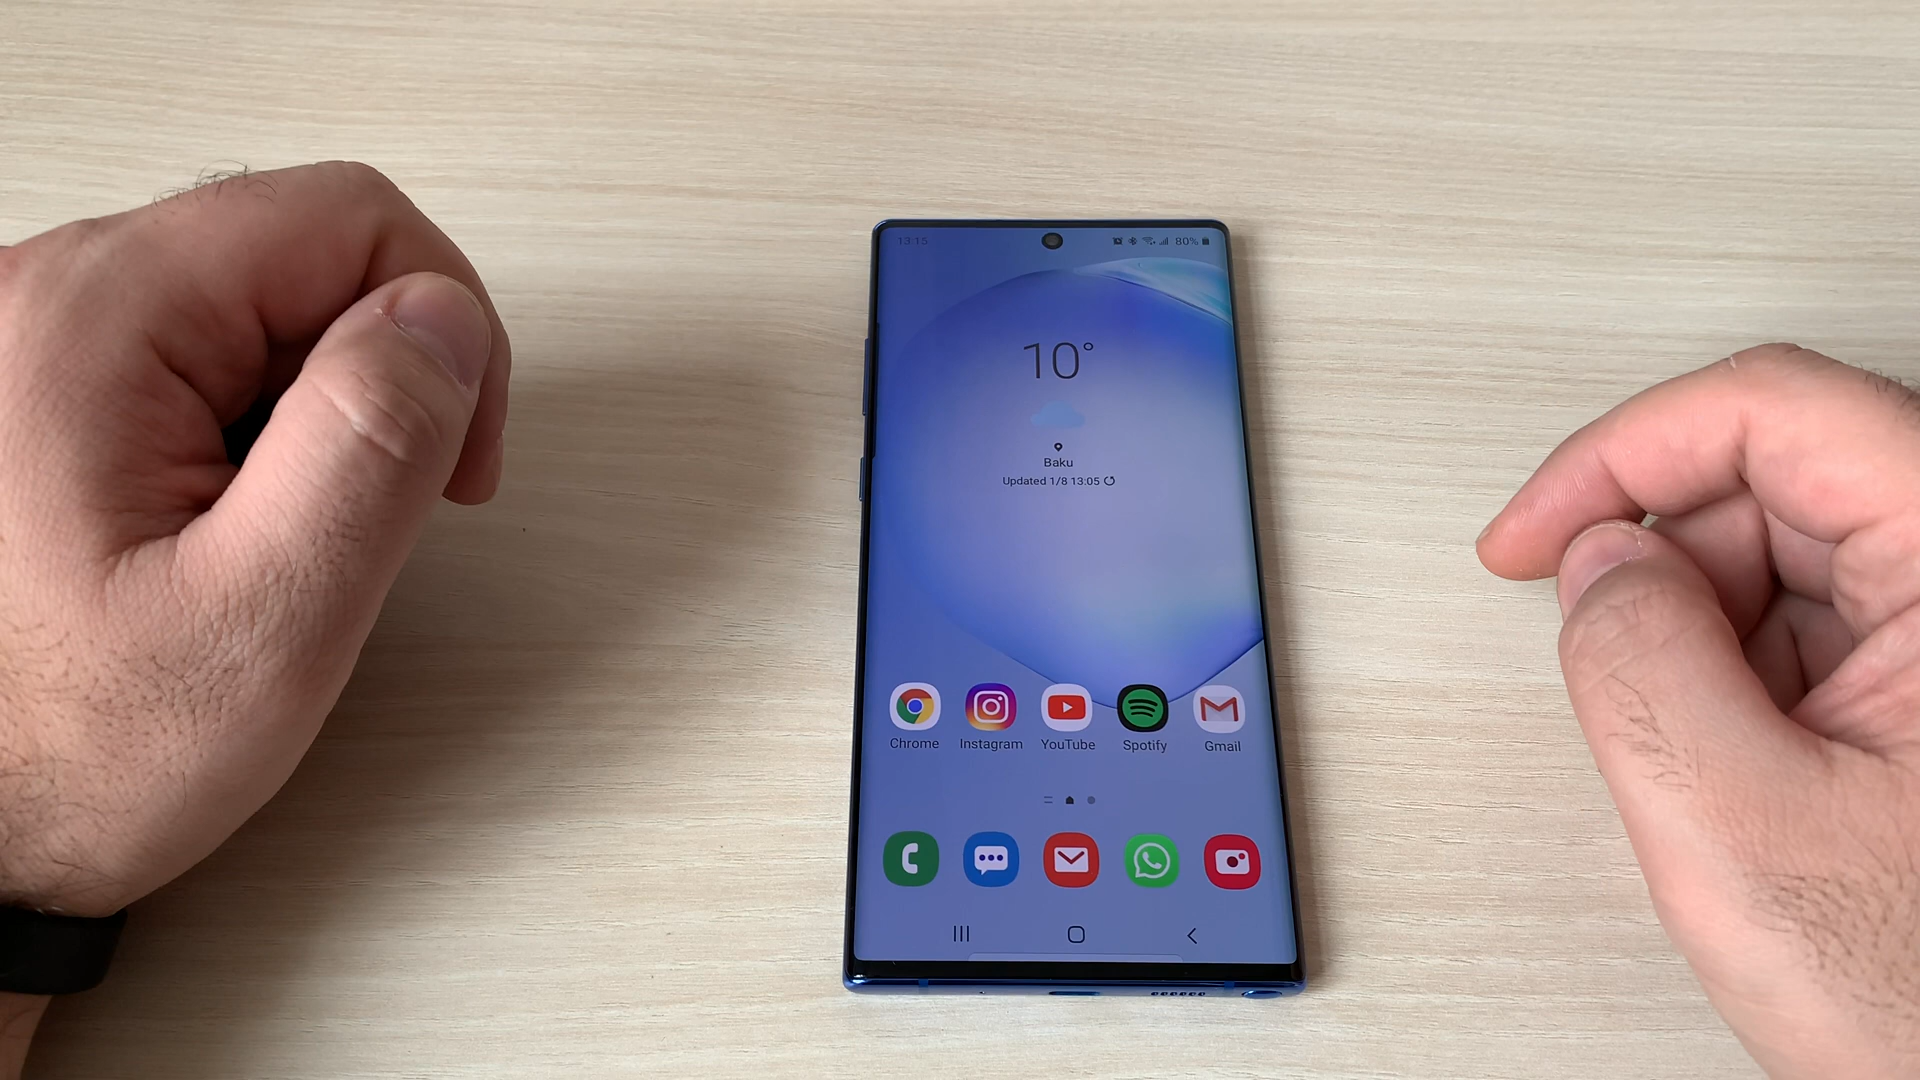 13:15 80%
10°
Baku
Updated 1/8 13:05
Chrome Instagram YouTube Spotify Gmail